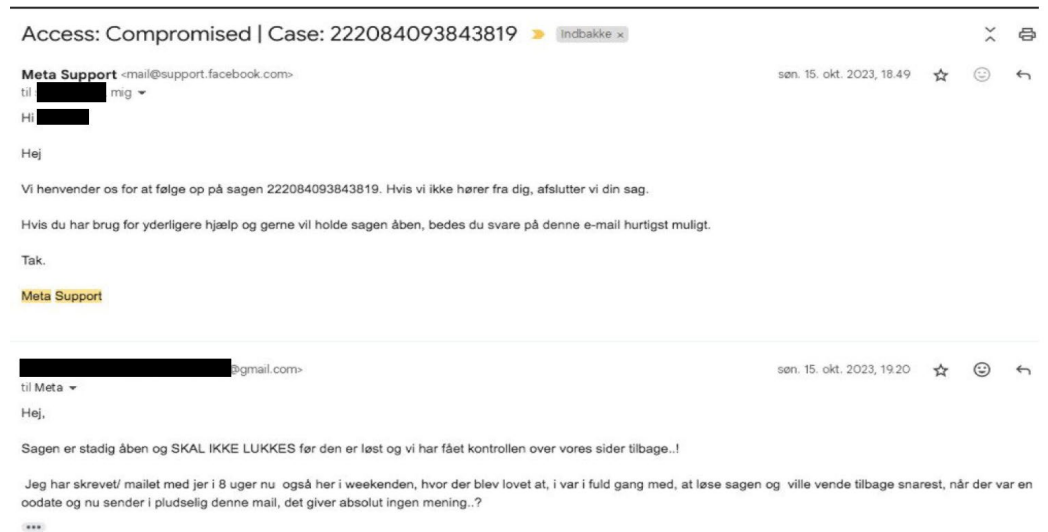 Access: Compromised | Case: 222084093843819 Indbakke x
Meta Support <mail@support.facebook.com> søn. 15. okt. 2023, 18.49
til mig
Hi
Hej
Vi henvender os for at følge op på sagen 222084093843819. Hvis vi ikke hører fra dig, afslutter vi din sag.
Hvis du har brug for yderligere hjælp og gerne vil holde sagen åben, bedes du svare på denne e-mail hurtigst muligt.
Tak.
Meta Support
@gmail.com> søn. 15. okt. 2023, 19.20
til Meta
Hej,
Sagen er stadig åben og SKAL IKKE LUKKES før den er løst og vi har fået kontrollen over vores sider tilbage..!
Jeg har skrevet/ mailet med jer i 8 uger nu også her i weekenden, hvor der blev lovet at, i var i fuld gang med, at løse sagen og ville vende tilbage snarest, når der var en
oodate og nu sender i pludselig denne mail, det giver absolut ingen mening..?